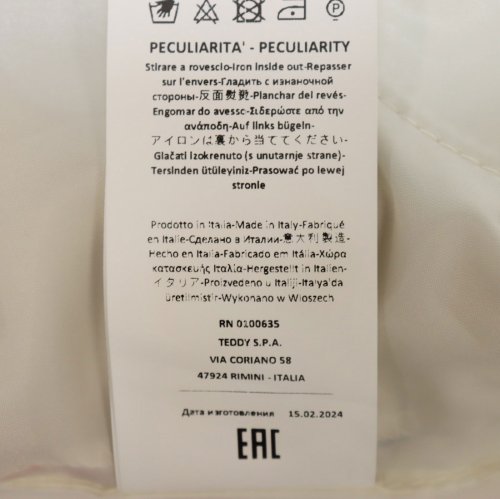 PECULIARITA' - PECULIARITY
Stirare a rovescio-Iron inside out-Repasser
sur l'envers-Гладить с изнаночной
стороны-反面熨熨-Planchar del revés-
Engomar do avesso-Σιδερώστε από την
ανάποδη-Auf links bügeln-
アイロンは裏から当ててください-
Glačati izokrenuto (s unutarnje strane)-
Tersinden ütüleyiniz-Prasować po lewej
stronie
Prodotto in Italia-Made in Italy-Fabriqué
en Italie-Сделано в Италии-意大利製造-
Hecho en Italia-Fabricado em Itália-Χώρα
κατασκευής Ιταλία-Hergestellt in Italien-
イタリア-Proizvedeno u Italiji-Italya'da
üretilmistir-Wykonano w Wloszech
RN 0100635
TEDDY S.P.A.
VIA CORIANO 58
47924 RIMINI - ITALIA
Дата изготовления 15.02.2024
EAC
P